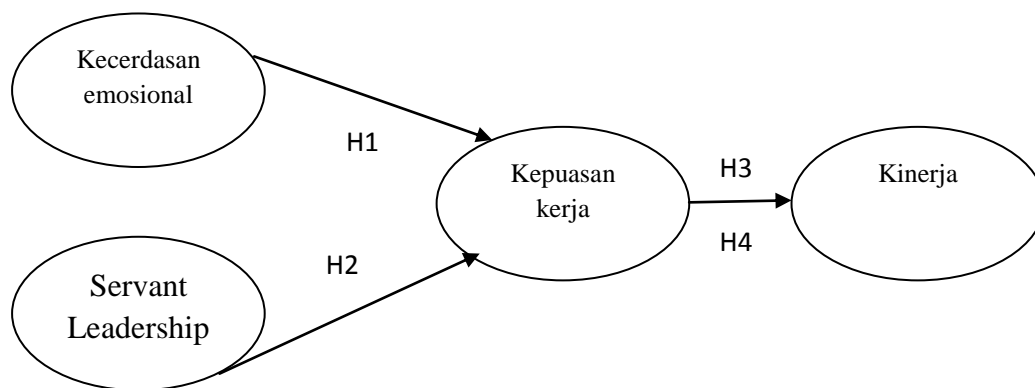 Kecerdasan
emosional
H1
Kepuasan
kerja
H3
H4
Kinerja
H2
Servant
Leadership